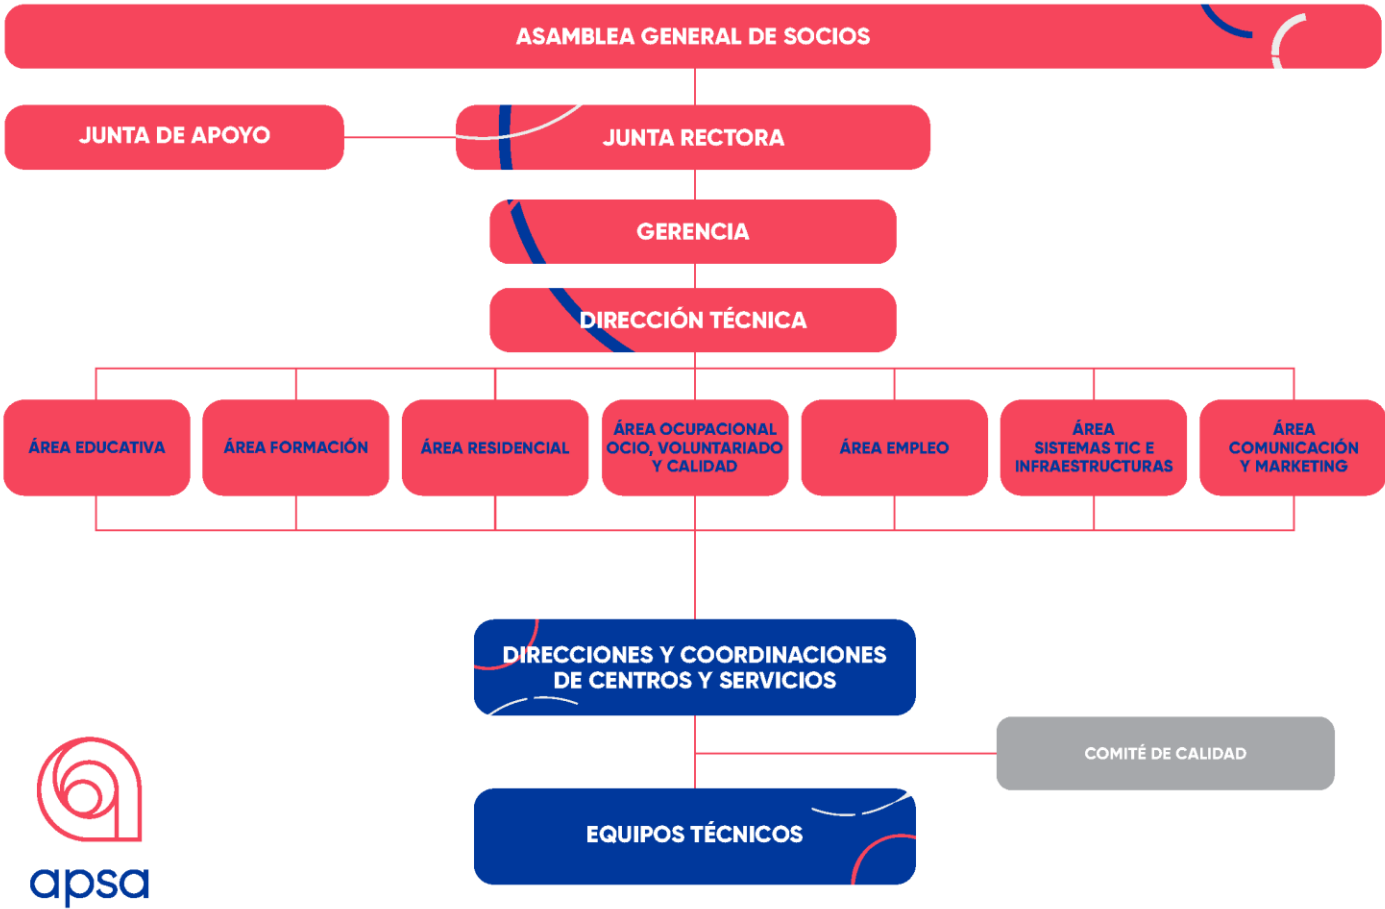 ASAMBLEA GENERAL DE SOCIOS
JUNTA DE APOYO
JUNTA RECTORA
GERENCIA
DIRECCIÓN TÉCNICA
ÁREA EDUCATIVA
ÁREA FORMACIÓN
ÁREA RESIDENCIAL
ÁREA OCUPACIONAL
OCIO, VOLUNTARIADO
Y CALIDAD
ÁREA EMPLEO
ÁREA
SISTEMAS TIC E
INFRAESTRUCTURAS
ÁREA
COMUNICACIÓN
Y MARKETING
DIRECCIONES Y COORDINACIONES
DE CENTROS Y SERVICIOS
COMITÉ DE CALIDAD
EQUIPOS TÉCNICOS
apsa